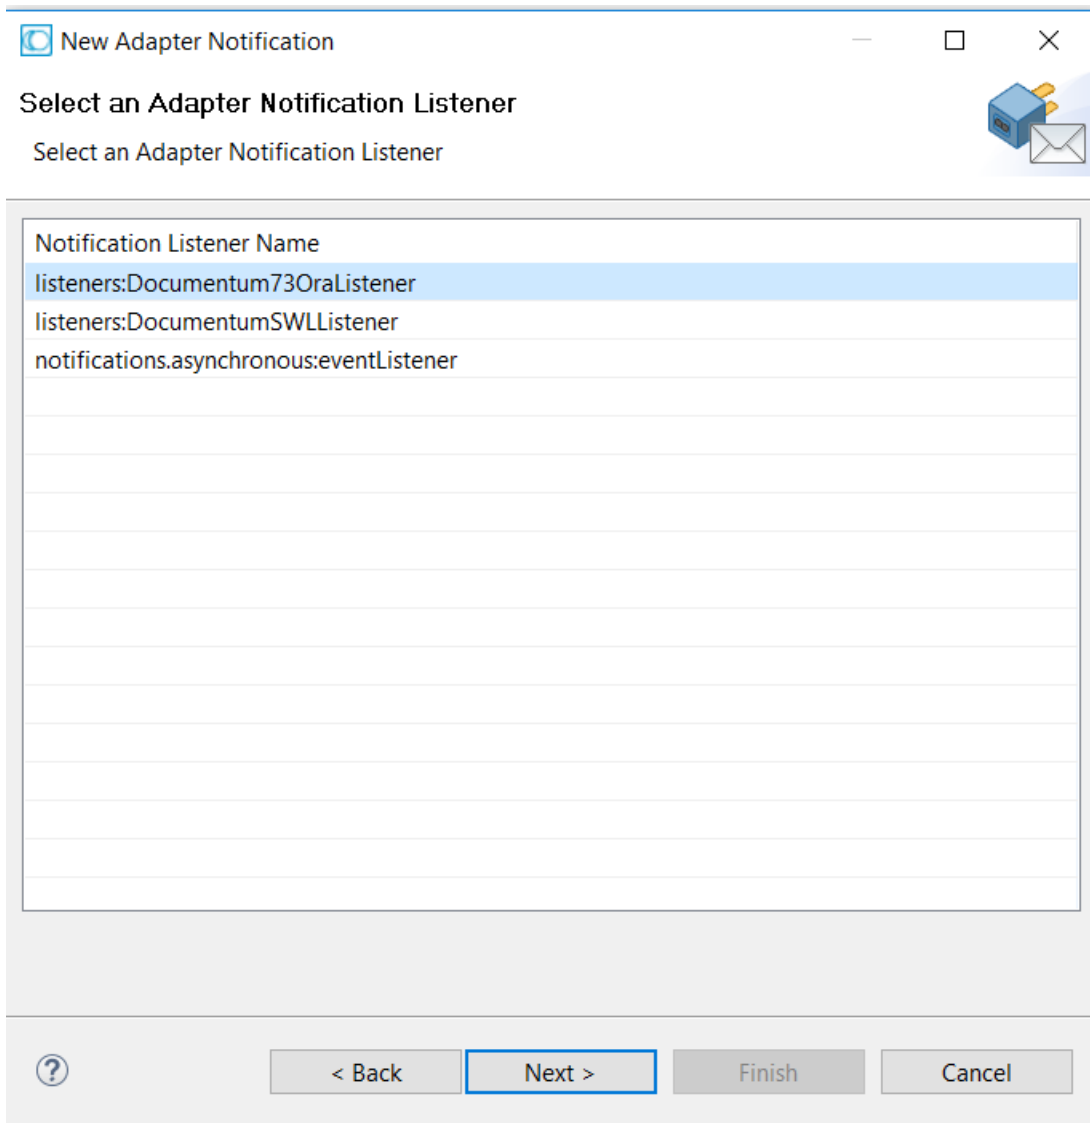 New Adapter Notification
Select an Adapter Notification Listener
Select an Adapter Notification Listener
Notification Listener Name
listeners:Documentum73OraListener
listeners:DocumentumSWLListener
notifications.asynchronous:eventListener
< Back Next > Finish Cancel